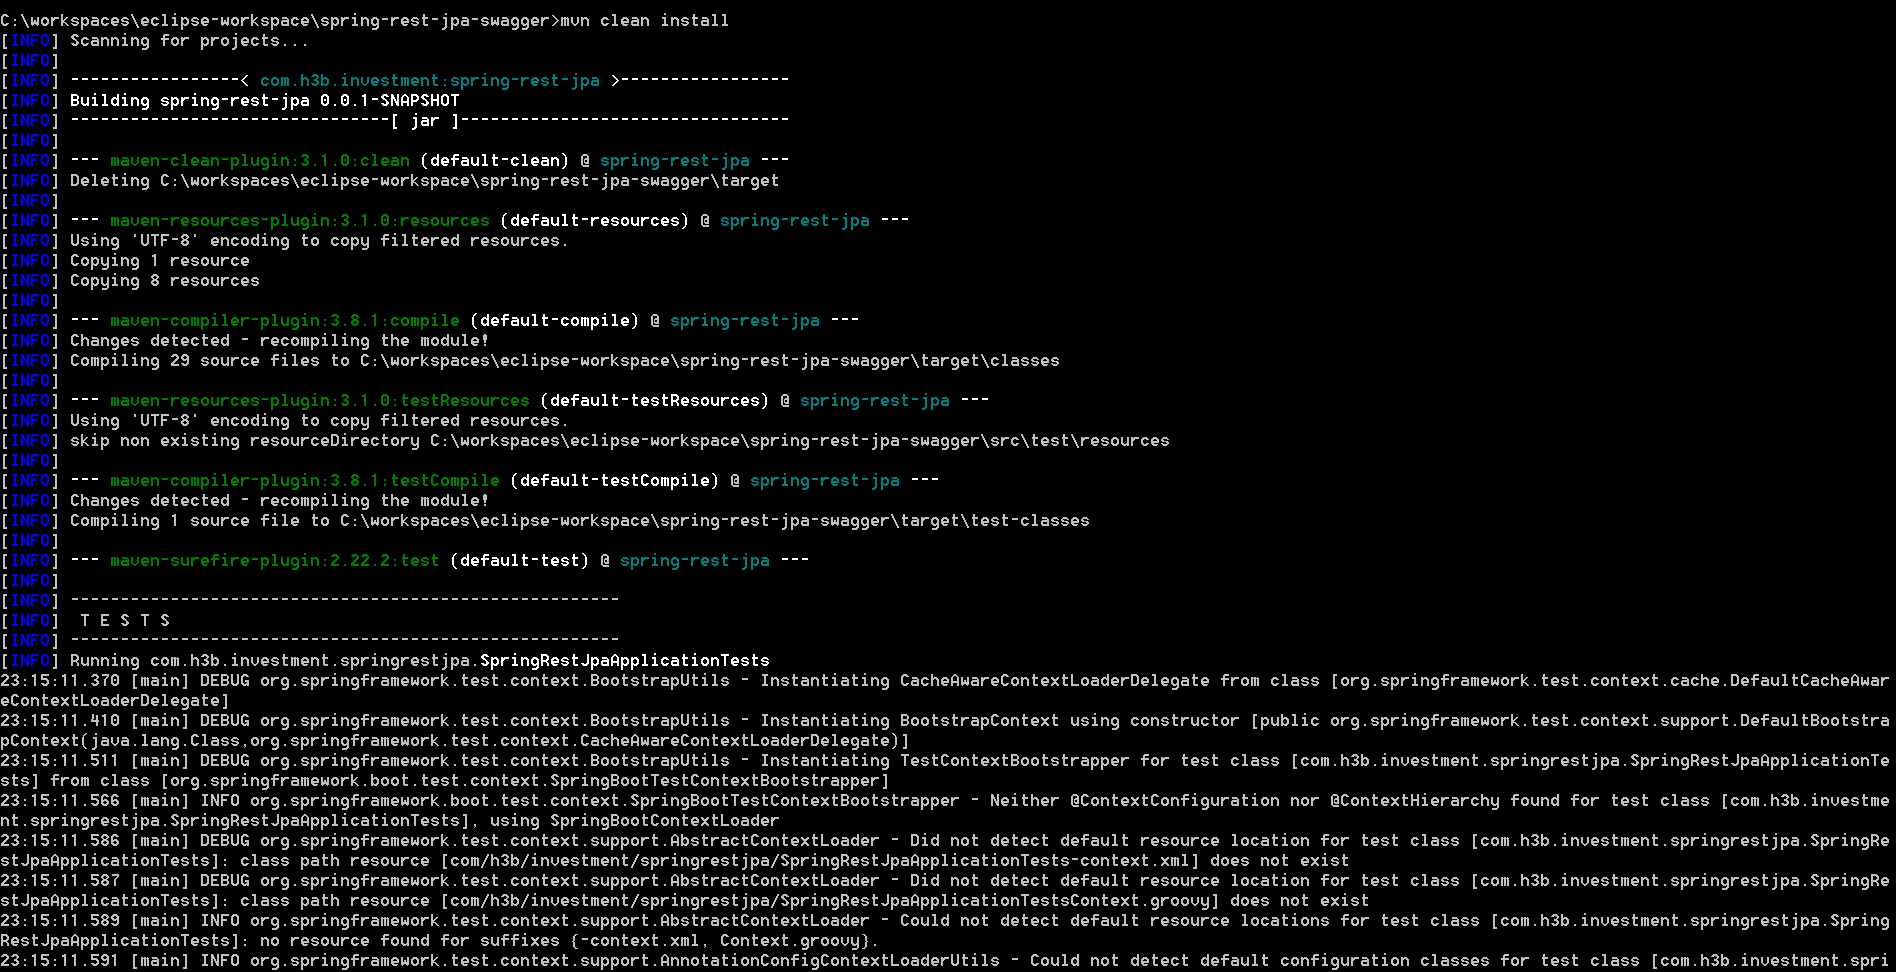 C:\workspaces\eclipse-workspace\spring-rest-jpa-swagger>mvn clean install
[INFO] Scanning for projects...
[INFO]
[INFO] -----------------< com.h3b.investment:spring-rest-jpa >-----------------
[INFO] Building spring-rest-jpa 0.0.1-SNAPSHOT
[INFO] --------------------------------[ jar ]---------------------------------
[INFO]
[INFO] --- maven-clean-plugin:3.1.0:clean (default-clean) @ spring-rest-jpa ---
[INFO] Deleting C:\workspaces\eclipse-workspace\spring-rest-jpa-swagger\target
[INFO]
[INFO] --- maven-resources-plugin:3.1.0:resources (default-resources) @ spring-rest-jpa ---
[INFO] Using 'UTF-8' encoding to copy filtered resources.
[INFO] Copying 1 resource
[INFO] Copying 8 resources
[INFO]
[INFO] --- maven-compiler-plugin:3.8.1:compile (default-compile) @ spring-rest-jpa ---
[INFO] Changes detected - recompiling the module!
[INFO] Compiling 29 source files to C:\workspaces\eclipse-workspace\spring-rest-jpa-swagger\target\classes
[INFO]
[INFO] --- maven-resources-plugin:3.1.0:testResources (default-testResources) @ spring-rest-jpa ---
[INFO] Using 'UTF-8' encoding to copy filtered resources.
[INFO] skip non existing resourceDirectory C:\workspaces\eclipse-workspace\spring-rest-jpa-swagger\src\test\resources
[INFO]
[INFO] --- maven-compiler-plugin:3.8.1:testCompile (default-testCompile) @ spring-rest-jpa ---
[INFO] Changes detected - recompiling the module!
[INFO] Compiling 1 source file to C:\workspaces\eclipse-workspace\spring-rest-jpa-swagger\target\test-classes
[INFO]
[INFO] --- maven-surefire-plugin:2.22.2:test (default-test) @ spring-rest-jpa ---
[INFO]
[INFO] -------------------------------------------------------
[INFO]  T E S T S
[INFO] -------------------------------------------------------
[INFO] Running com.h3b.investment.springrestjpa.SpringRestJpaApplicationTests
23:15:11.370 [main] DEBUG org.springframework.test.context.BootstrapUtils - Instantiating CacheAwareContextLoaderDelegate from class [org.springframework.test.context.cache.DefaultCacheAwar
eContextLoaderDelegate]
23:15:11.410 [main] DEBUG org.springframework.test.context.BootstrapUtils - Instantiating BootstrapContext using constructor [public org.springframework.test.context.support.DefaultBootstra
pContext(java.lang.Class,org.springframework.test.context.CacheAwareContextLoaderDelegate)]
23:15:11.511 [main] DEBUG org.springframework.test.context.BootstrapUtils - Instantiating TestContextBootstrapper for test class [com.h3b.investment.springrestjpa.SpringRestJpaApplicationTe
sts] from class [org.springframework.boot.test.context.SpringBootTestContextBootstrapper]
23:15:11.566 [main] INFO org.springframework.boot.test.context.SpringBootTestContextBootstrapper - Neither @ContextConfiguration nor @ContextHierarchy found for test class [com.h3b.investme
nt.springrestjpa.SpringRestJpaApplicationTests], using SpringBootContextLoader
23:15:11.586 [main] DEBUG org.springframework.test.context.support.AbstractContextLoader - Did not detect default resource location for test class [com.h3b.investment.springrestjpa.SpringRe
stJpaApplicationTests]: class path resource [com/h3b/investment/springrestjpa/SpringRestJpaApplicationTests-context.xml] does not exist
23:15:11.587 [main] DEBUG org.springframework.test.context.support.AbstractContextLoader - Did not detect default resource location for test class [com.h3b.investment.springrestjpa.SpringRe
stJpaApplicationTests]: class path resource [com/h3b/investment/springrestjpa/SpringRestJpaApplicationTestsContext.groovy] does not exist
23:15:11.589 [main] INFO org.springframework.test.context.support.AbstractContextLoader - Could not detect default resource locations for test class [com.h3b.investment.springrestjpa.Spring
RestJpaApplicationTests]: no resource found for suffixes {-context.xml, Context.groovy}.
23:15:11.591 [main] INFO org.springframework.test.context.support.AnnotationConfigContextLoaderUtils - Could not detect default configuration classes for test class [com.h3b.investment.spri